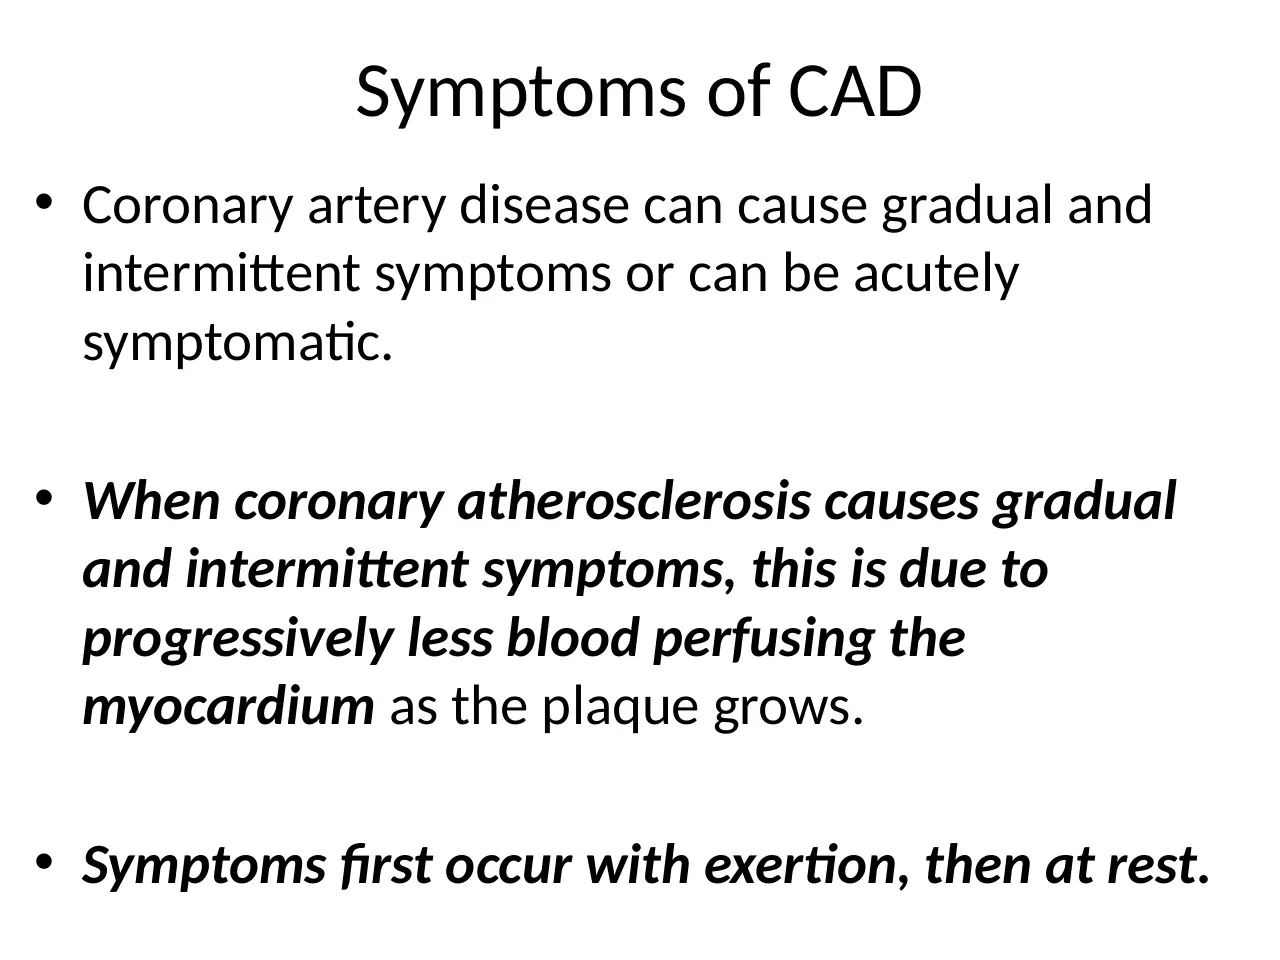 Symptoms of CAD
• Coronary artery disease can cause gradual and
intermittent symptoms or can be acutely
symptomatic.
• When coronary atherosclerosis causes gradual
and intermittent symptoms, this is due to
progressively less blood perfusing the
myocardium as the plaque grows.
• Symptoms first occur with exertion, then at rest.